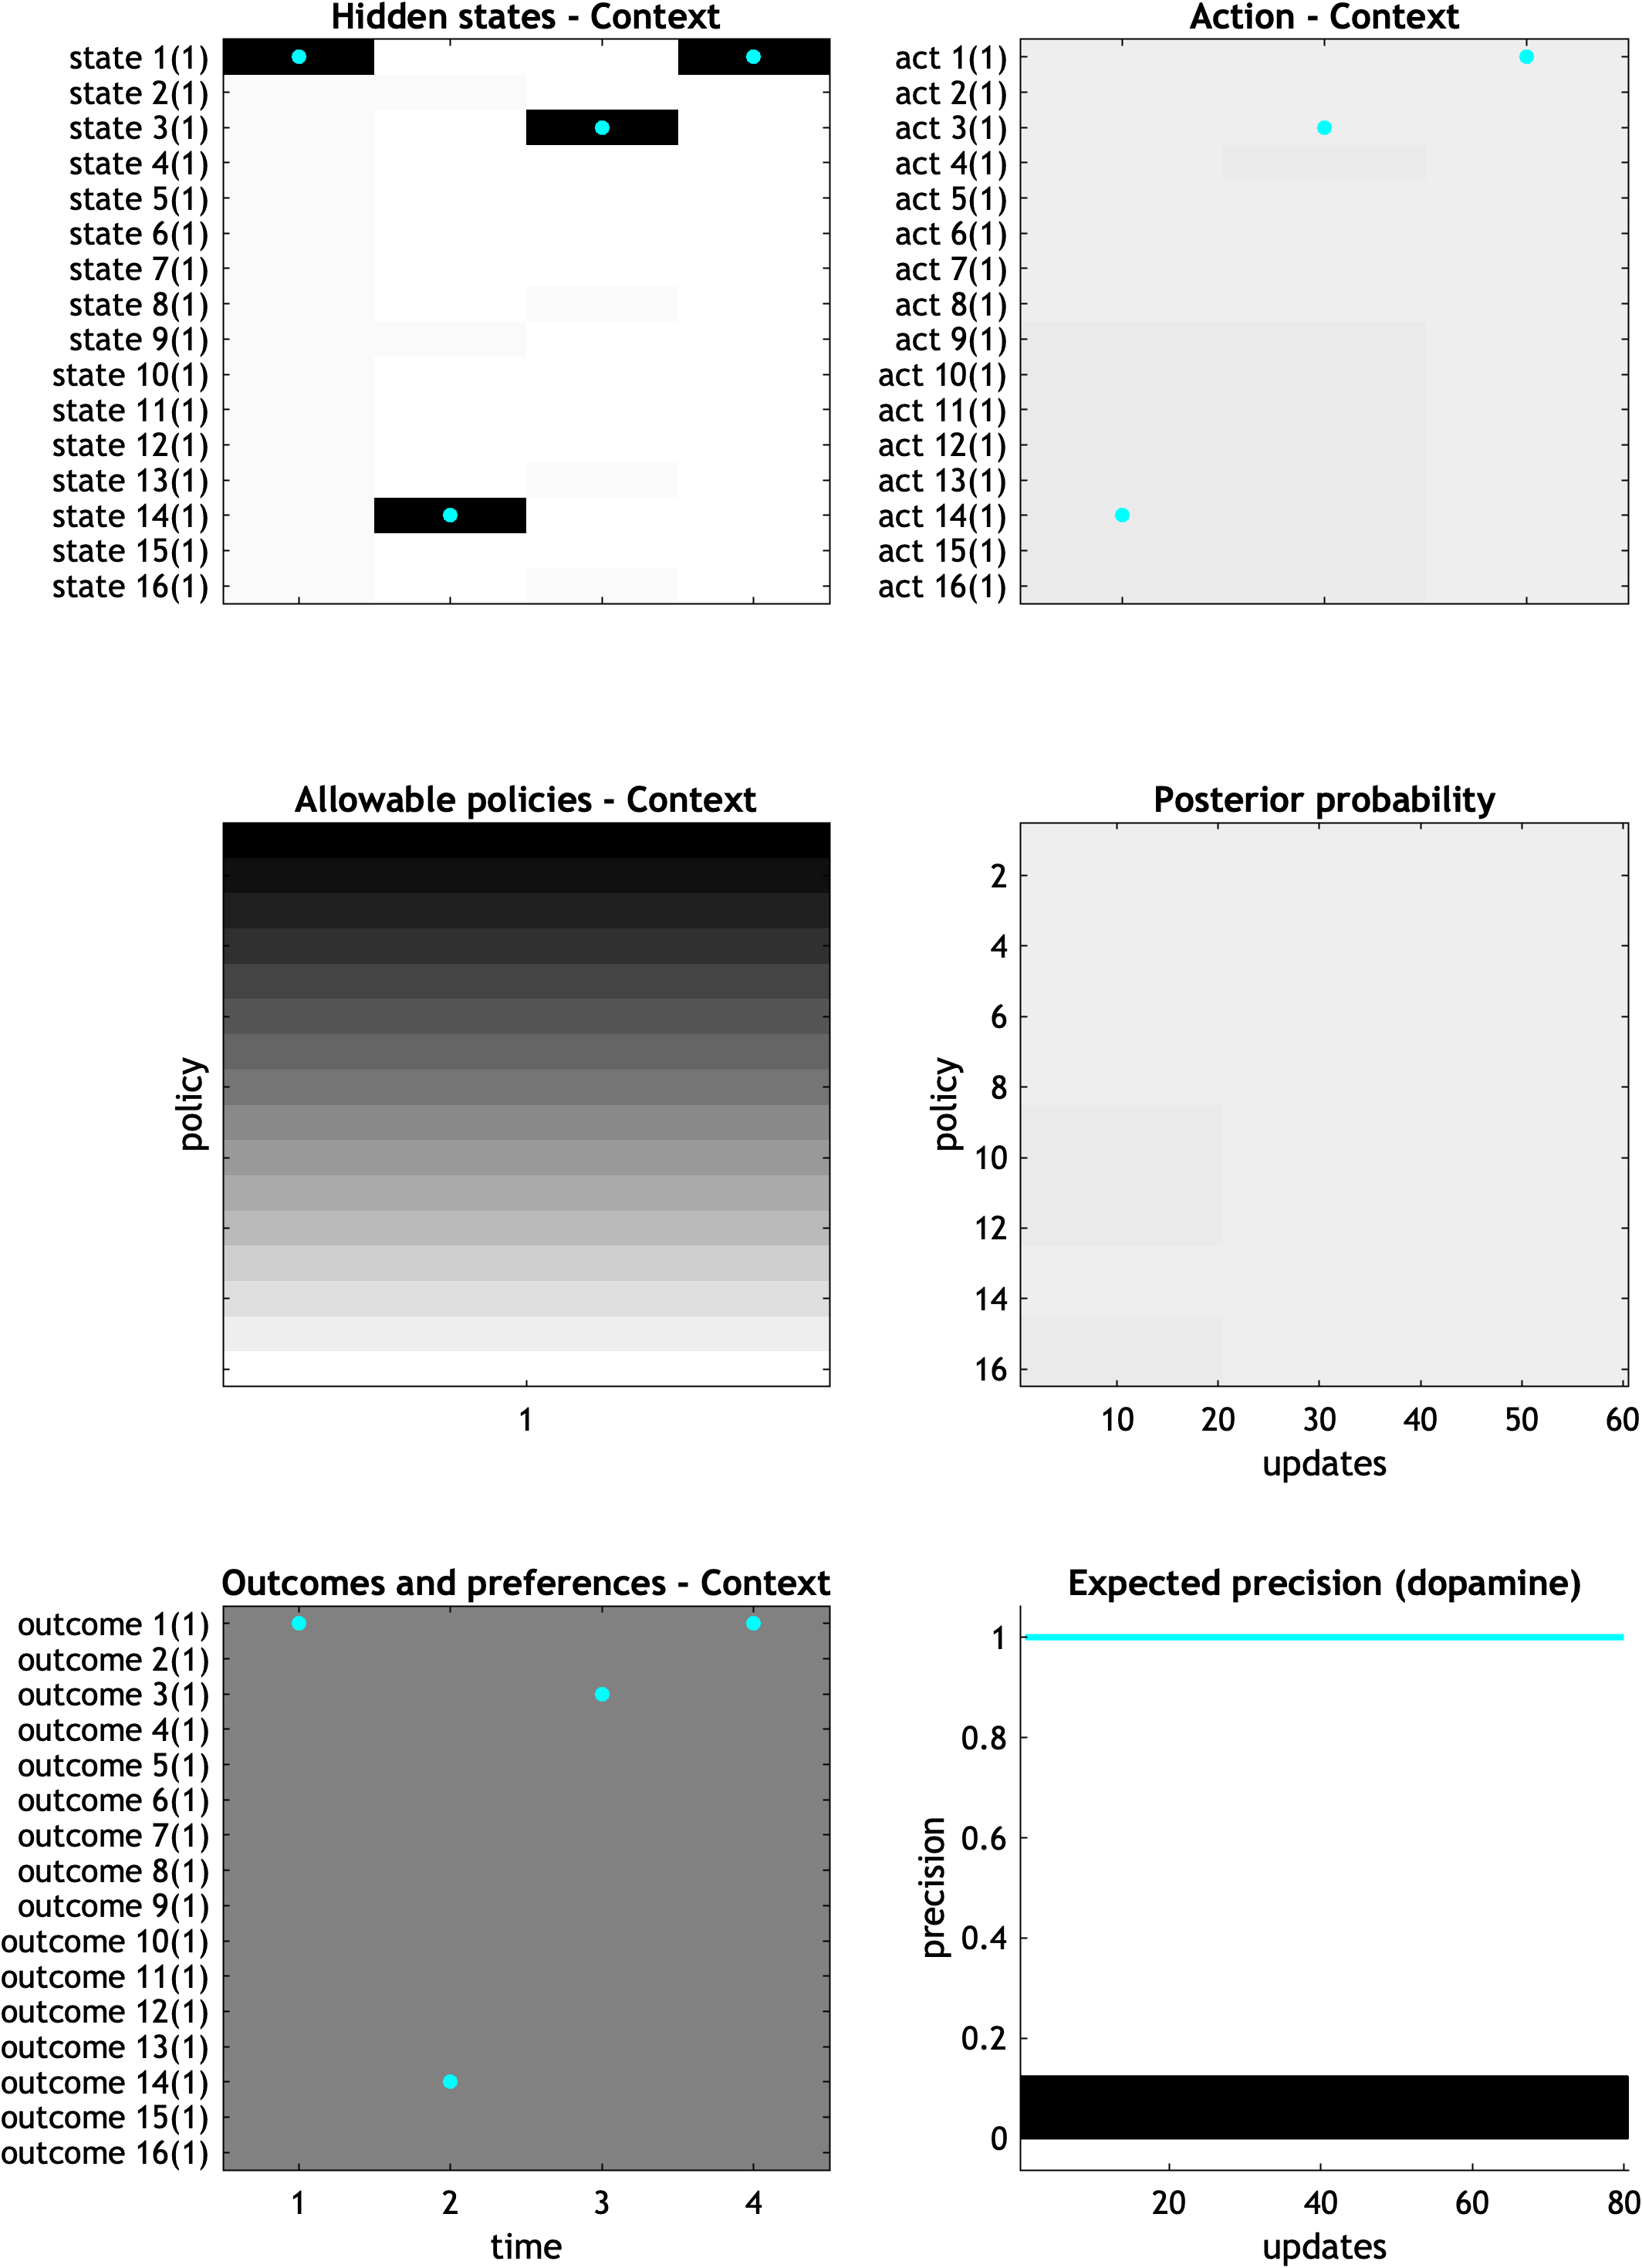 Hidden states - Context
state 1(1)
state 2(1)
state 3(1)
state 4(1)
state 5(1)
state 6(1)
state 7(1)
state 8(1)
state 9(1)
state 10(1)
state 11(1)
state 12(1)
state 13(1)
state 14(1)
state 15(1)
state 16(1)
Action - Context
act 1(1)
act 2(1)
act 3(1)
act 4(1)
act 5(1)
act 6(1)
act 7(1)
act 8(1)
act 9(1)
act 10(1)
act 11(1)
act 12(1)
act 13(1)
act 14(1)
act 15(1)
act 16(1)
Allowable policies - Context
policy
1
Posterior probability
policy
2
4
6
8
10
12
14
16
10 20 30 40 50 60
updates
Outcomes and preferences - Context
outcome 1(1)
outcome 2(1)
outcome 3(1)
outcome 4(1)
outcome 5(1)
outcome 6(1)
outcome 7(1)
outcome 8(1)
outcome 9(1)
outcome 10(1)
outcome 11(1)
outcome 12(1)
outcome 13(1)
outcome 14(1)
outcome 15(1)
outcome 16(1)
1 2 3 4
time
Expected precision (dopamine)
precision
1
0.8
0.6
0.4
0.2
0
20 40 60 80
updates